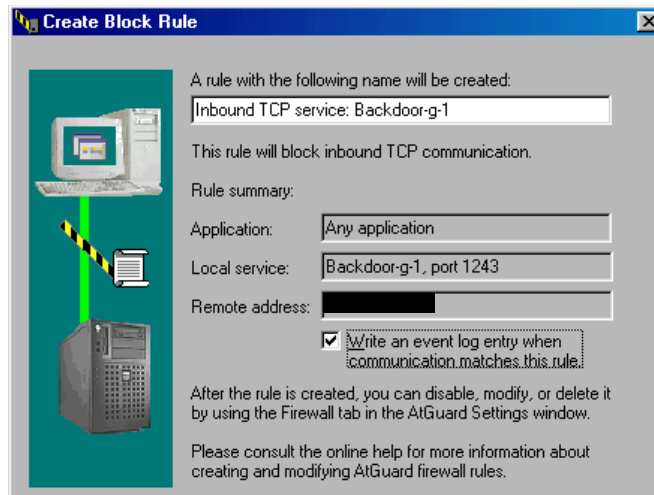 Create Block Rule
A rule with the following name will be created:
Inbound TCP service: Backdoor-g-1
This rule will block inbound TCP communication.
Rule summary:
Application: Any application
Local service: Backdoor-g-1, port 1243
Remote address:
Write an event log entry when
communication matches this rule.
After the rule is created, you can disable, modify, or delete it
by using the Firewall tab in the AtGuard Settings window.
Please consult the online help for more information about
creating and modifying AtGuard firewall rules.